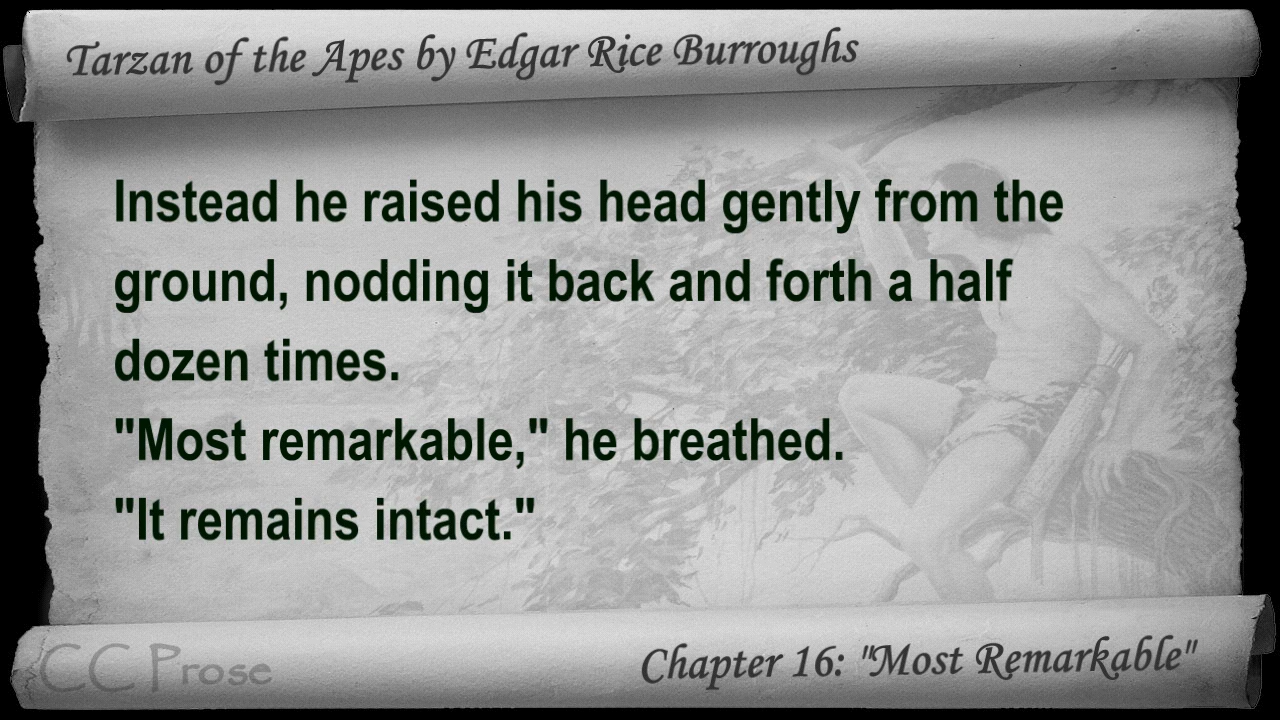 Tarzan of the Apes by Edgar Rice Burroughs
Instead he raised his head gently from the
ground, nodding it back and forth a half
dozen times.
"Most remarkable," he breathed.
"It remains intact."
CC Prose
Chapter 16: "Most Remarkable"